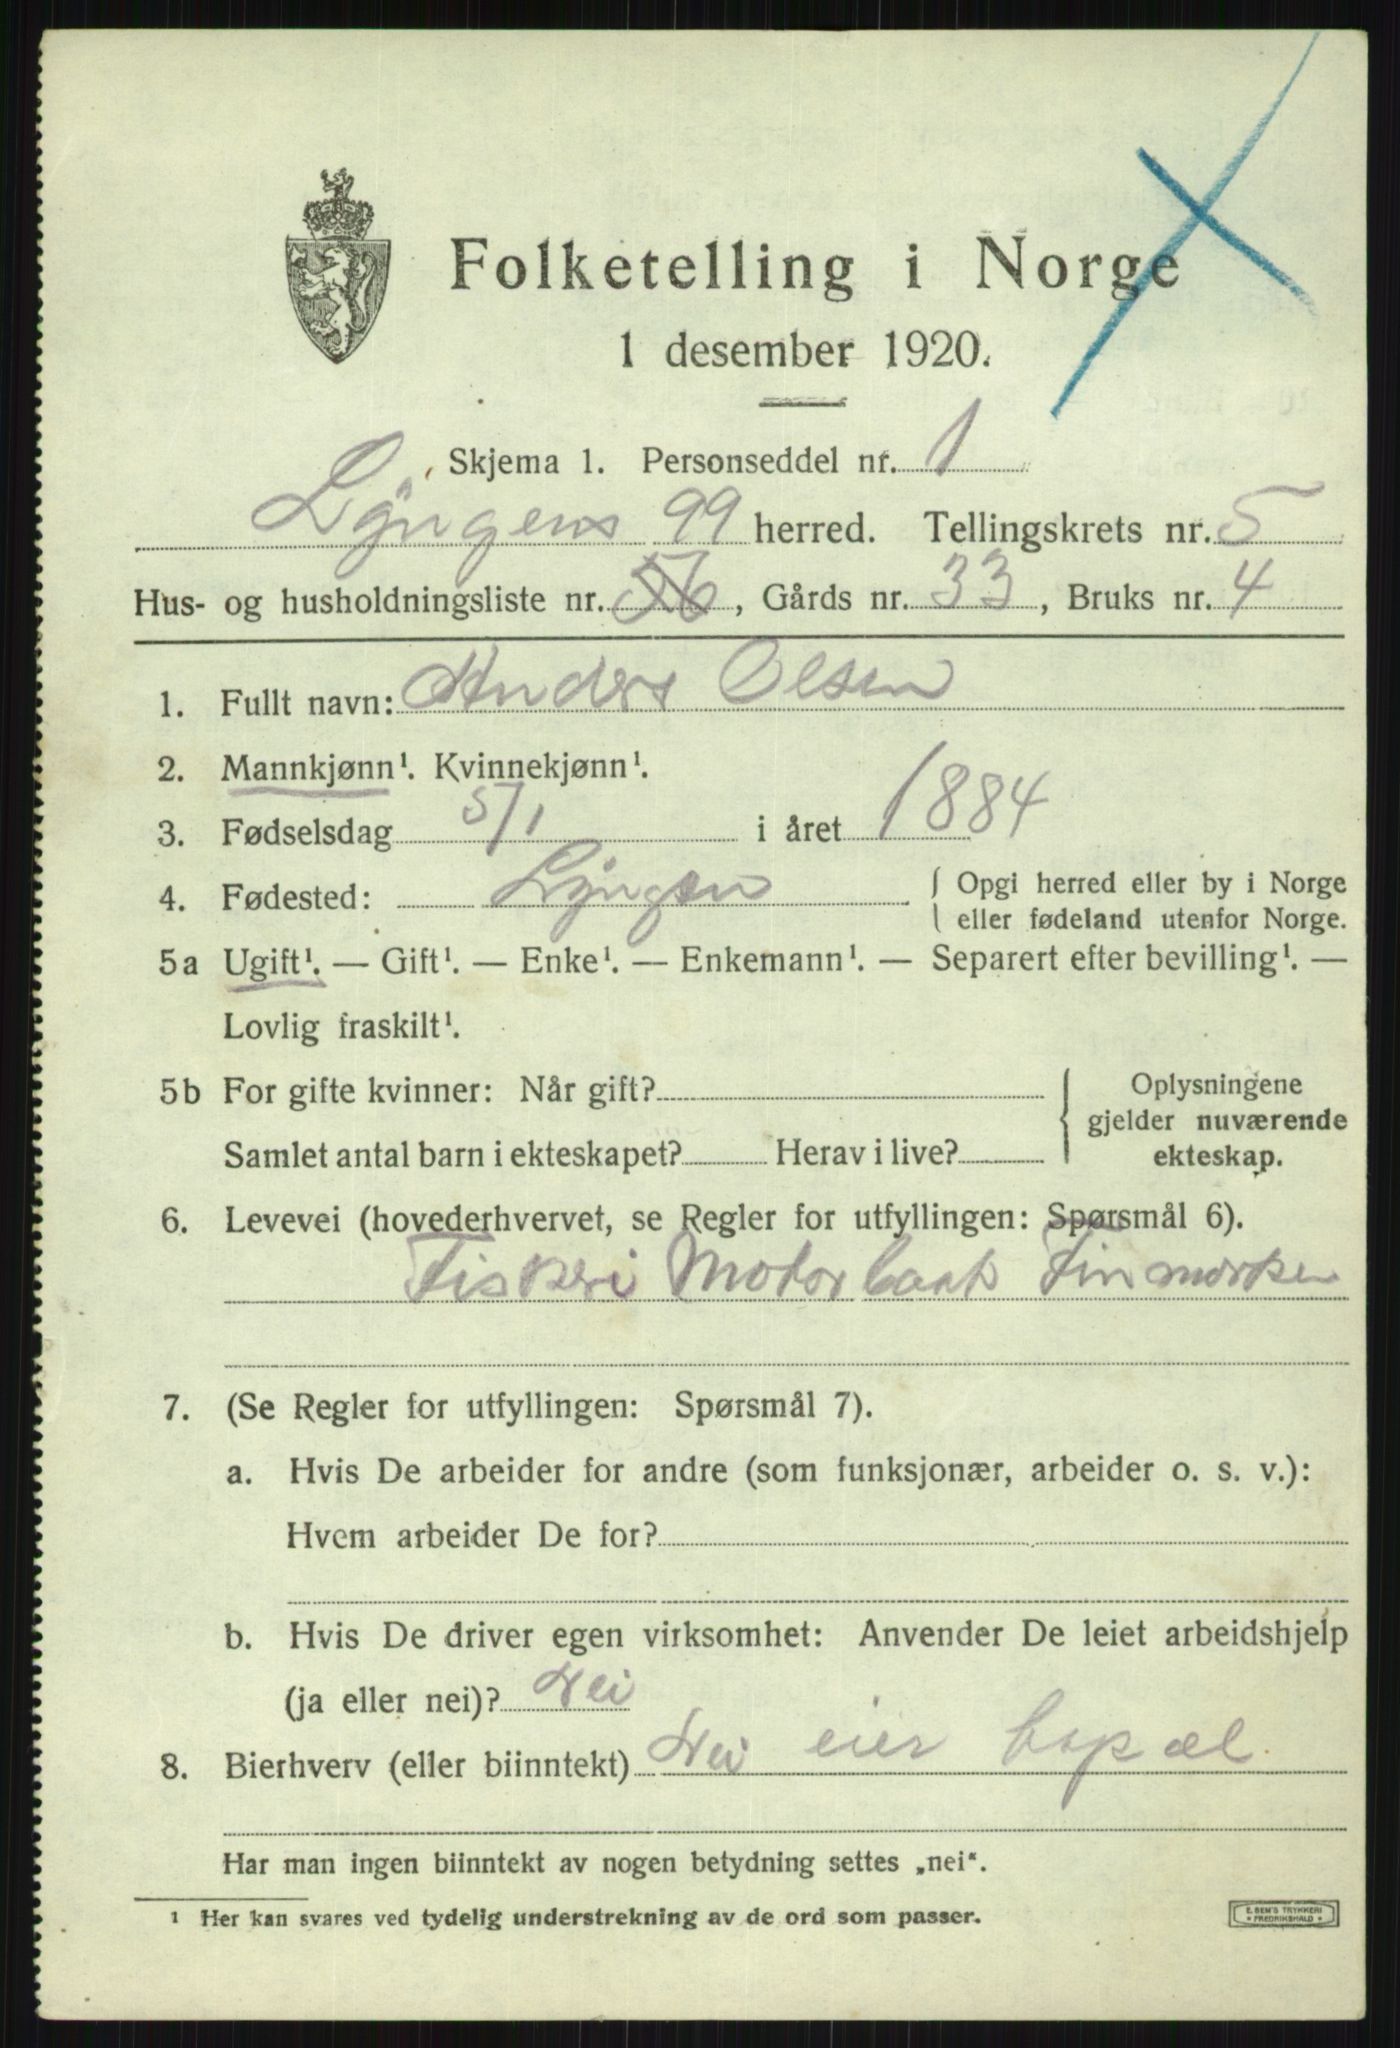 Folketelling i Norge
1 desember 1920.
Skjema 1. Personseddel nr. 1
Lyngens 99 herred. Tellingskrets nr. 5
Hus- og husholdningsliste nr. 56, Gårds nr. 33, Bruks nr. 4
1. Fullt navn: Anders Olsen
2. Mannkjønn¹. Kvinnekjønn¹.
3. Fødselsdag 5/1 i året 1884
4. Fødested: Lyngen { Opgi herred eller by i Norge
eller fødeland utenfor Norge.
5a Ugift¹. — Gift¹. — Enke¹. — Enkemann¹. — Separert efter bevilling¹. —
Lovlig fraskilt¹.
5b For gifte kvinner: Når gift? { Oplysningene
gjelder nuværende
Samlet antal barn i ekteskapet? Herav i live? ekteskap.
6. Levevei (hovederhvervet, se Regler for utfyllingen: Spørsmål 6).
Fiskeri Motorbaat Finmarken
7. (Se Regler for utfyllingen: Spørsmål 7).
a. Hvis De arbeider for andre (som funksjonær, arbeider o. s. v.):
Hvem arbeider De for?
b. Hvis De driver egen virksomhet: Anvender De leiet arbeidshjelp
(ja eller nei)? Nei
8. Bierhverv (eller biinntekt) Nei eier bopæl
Har man ingen biinntekt av nogen betydning settes „nei“.
¹ Her kan svares ved tydelig understrekning av de ord som passer.
E. SEM'S TRYKKERI
* FREDRIKSHALD *